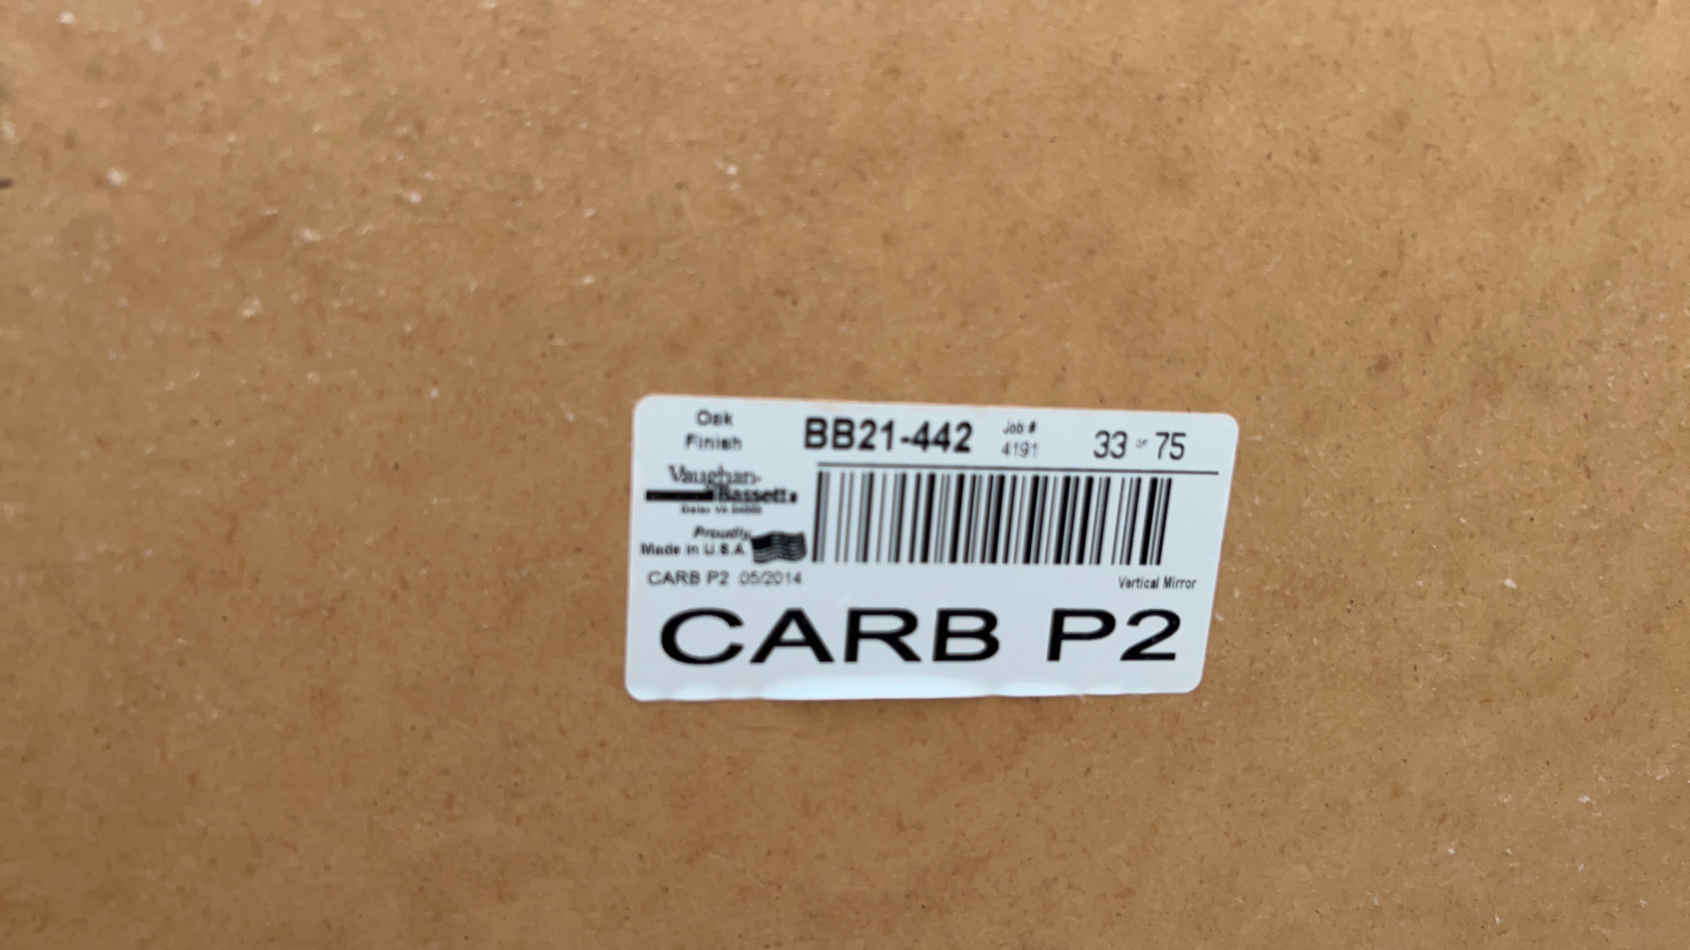 Oak
Finish
BB21-442
Job #
4191
33 OF 75
Vaughan-
Bassett
Proudly
Made in U.S.A.
CARB P2 05/2014
Vertical Mirror
CARB P2